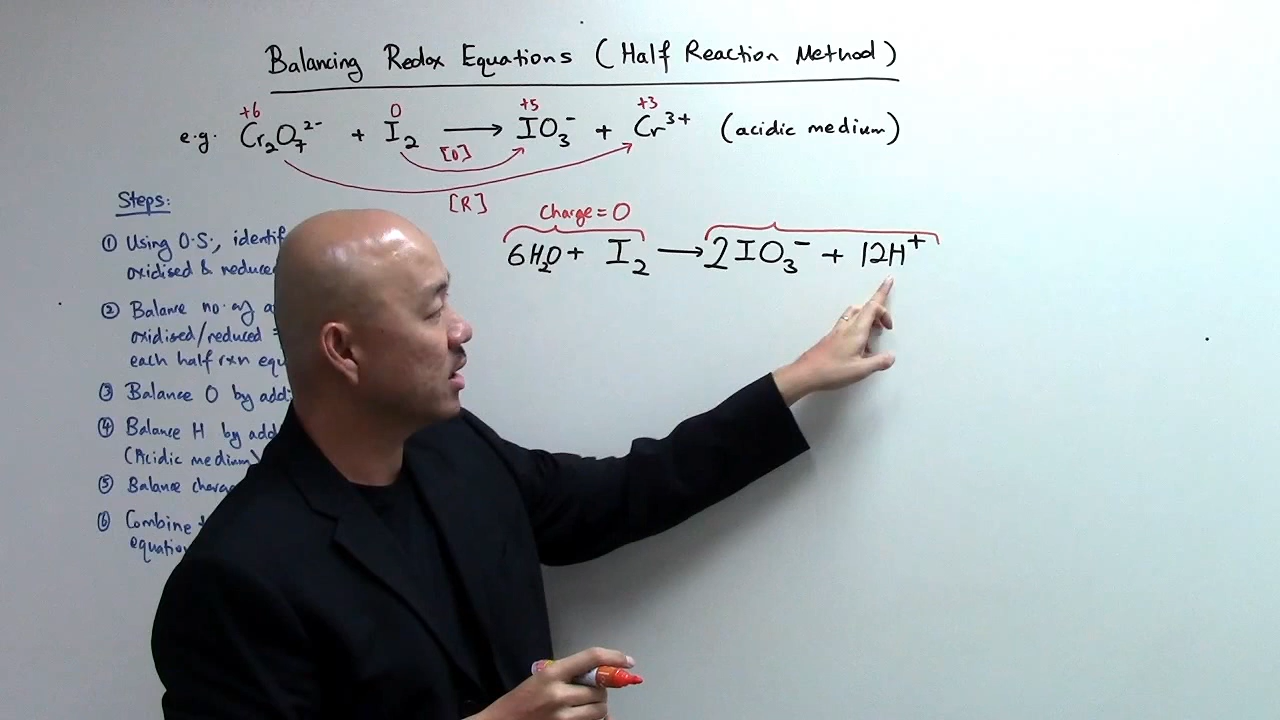 Balancing Redox Equations (Half Reaction Method)
+6 0 +5 +3
e.g. Cr₂O₇²⁻ + I₂ → IO₃⁻ + Cr³⁺ (acidic medium)
[O]
[R]
Steps:
Charge = 0
① Using O.S., identif
oxidised & reduced
6H₂O + I₂ → 2IO₃⁻ + 12H⁺
② Balance no. of a
oxidised/reduced =
each half rxn equ
③ Balance O by add
④ Balance H by add
(Acidic medium)
⑤ Balance charg
⑥ Combine t
equation